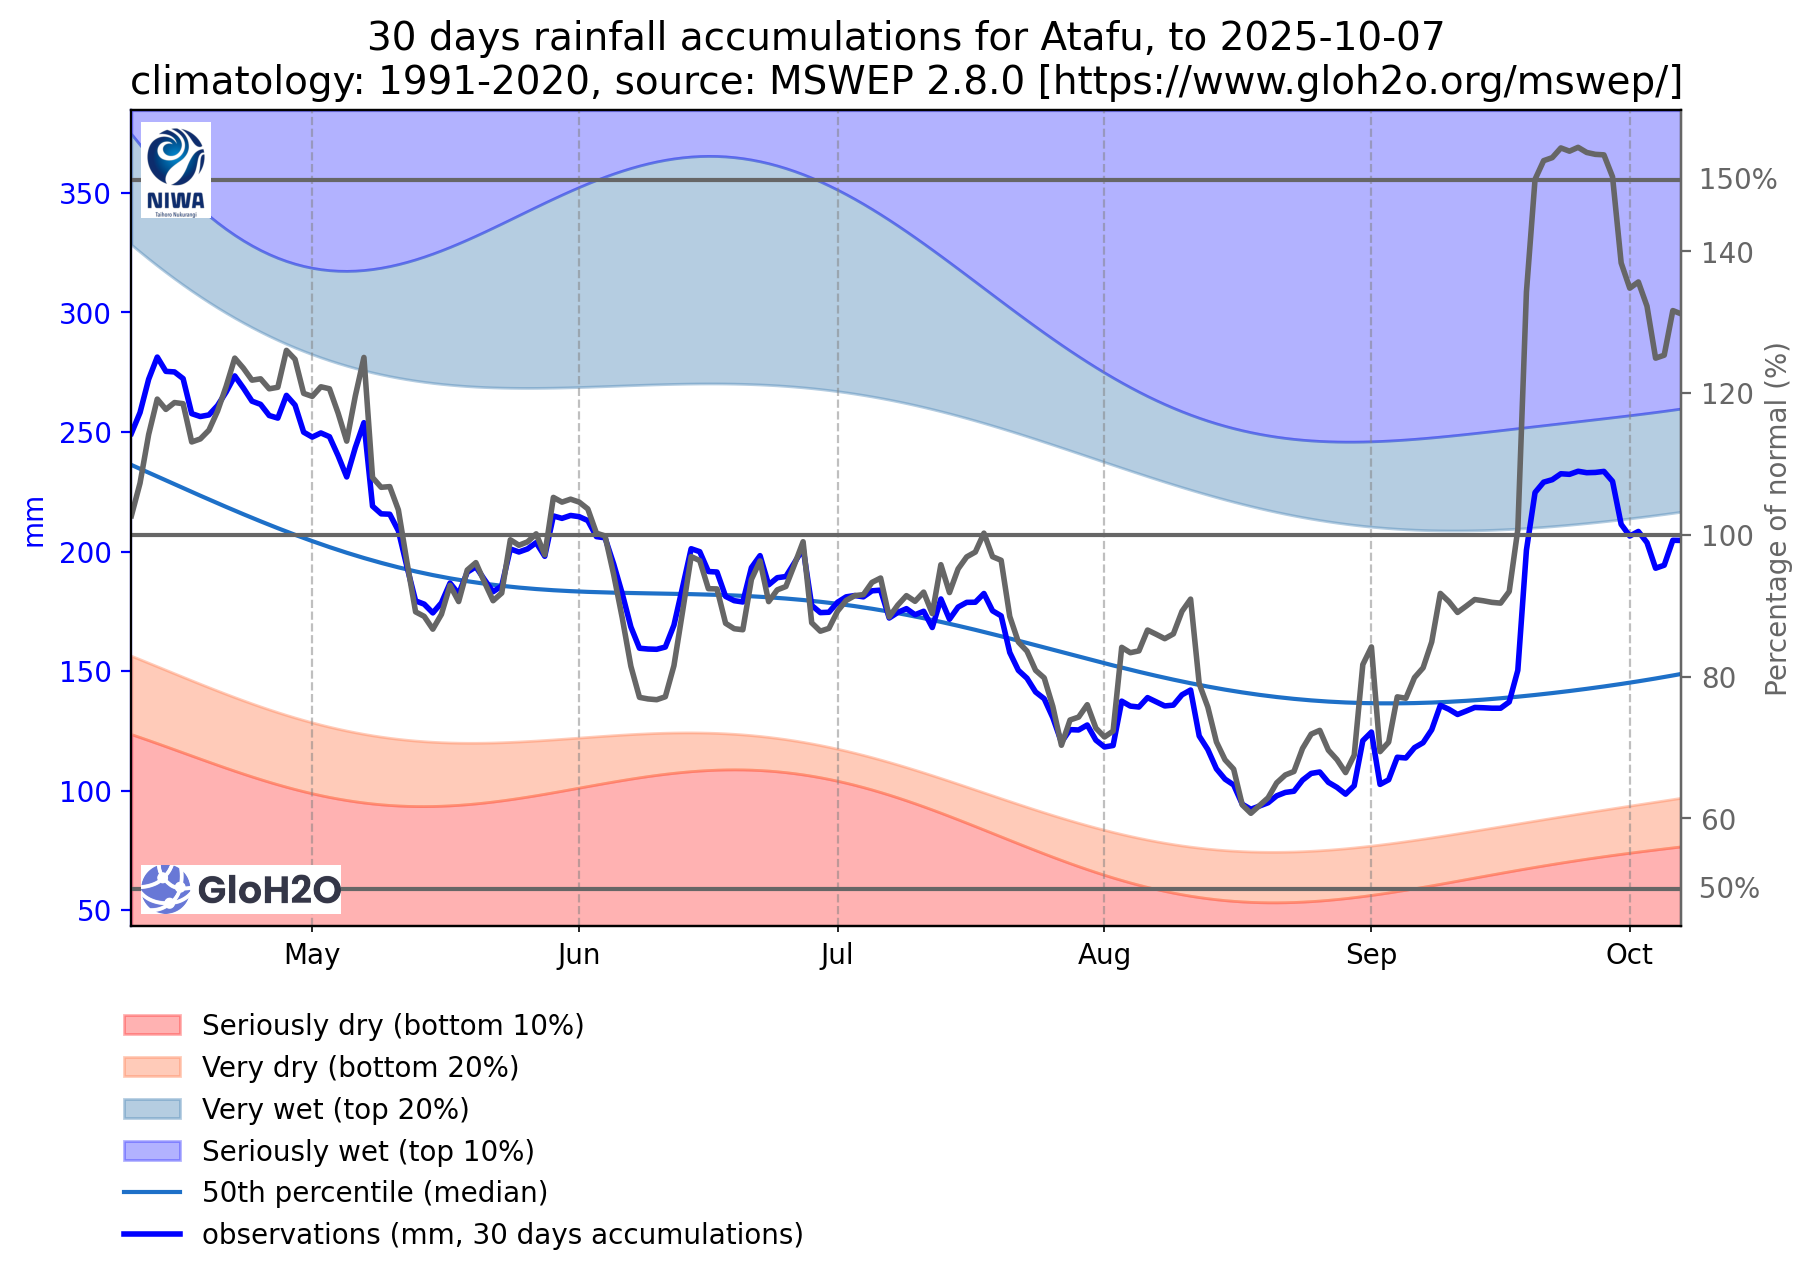 30 days rainfall accumulations for Atafu, to 2025-10-07
climatology: 1991-2020, source: MSWEP 2.8.0 [https://www.gloh2o.org/mswep/]
NIWA
Taihoro Nukurangi
350
300
250
200
150
100
50
mm
150%
140
120
100
80
60
50%
Percentage of normal (%)
GloH2O
May Jun Jul Aug Sep Oct
Seriously dry (bottom 10%)
Very dry (bottom 20%)
Very wet (top 20%)
Seriously wet (top 10%)
50th percentile (median)
observations (mm, 30 days accumulations)